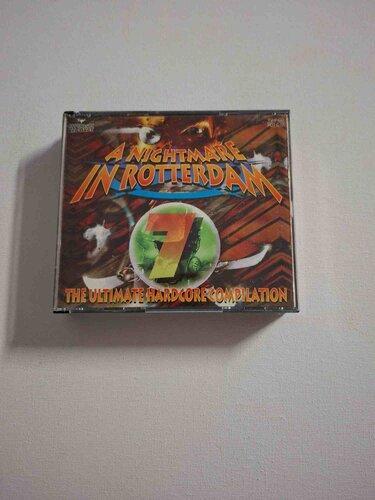 A NIGHTMARE
IN ROTTERDAM
7
THE ULTIMATE HARDCORE COMPILATION